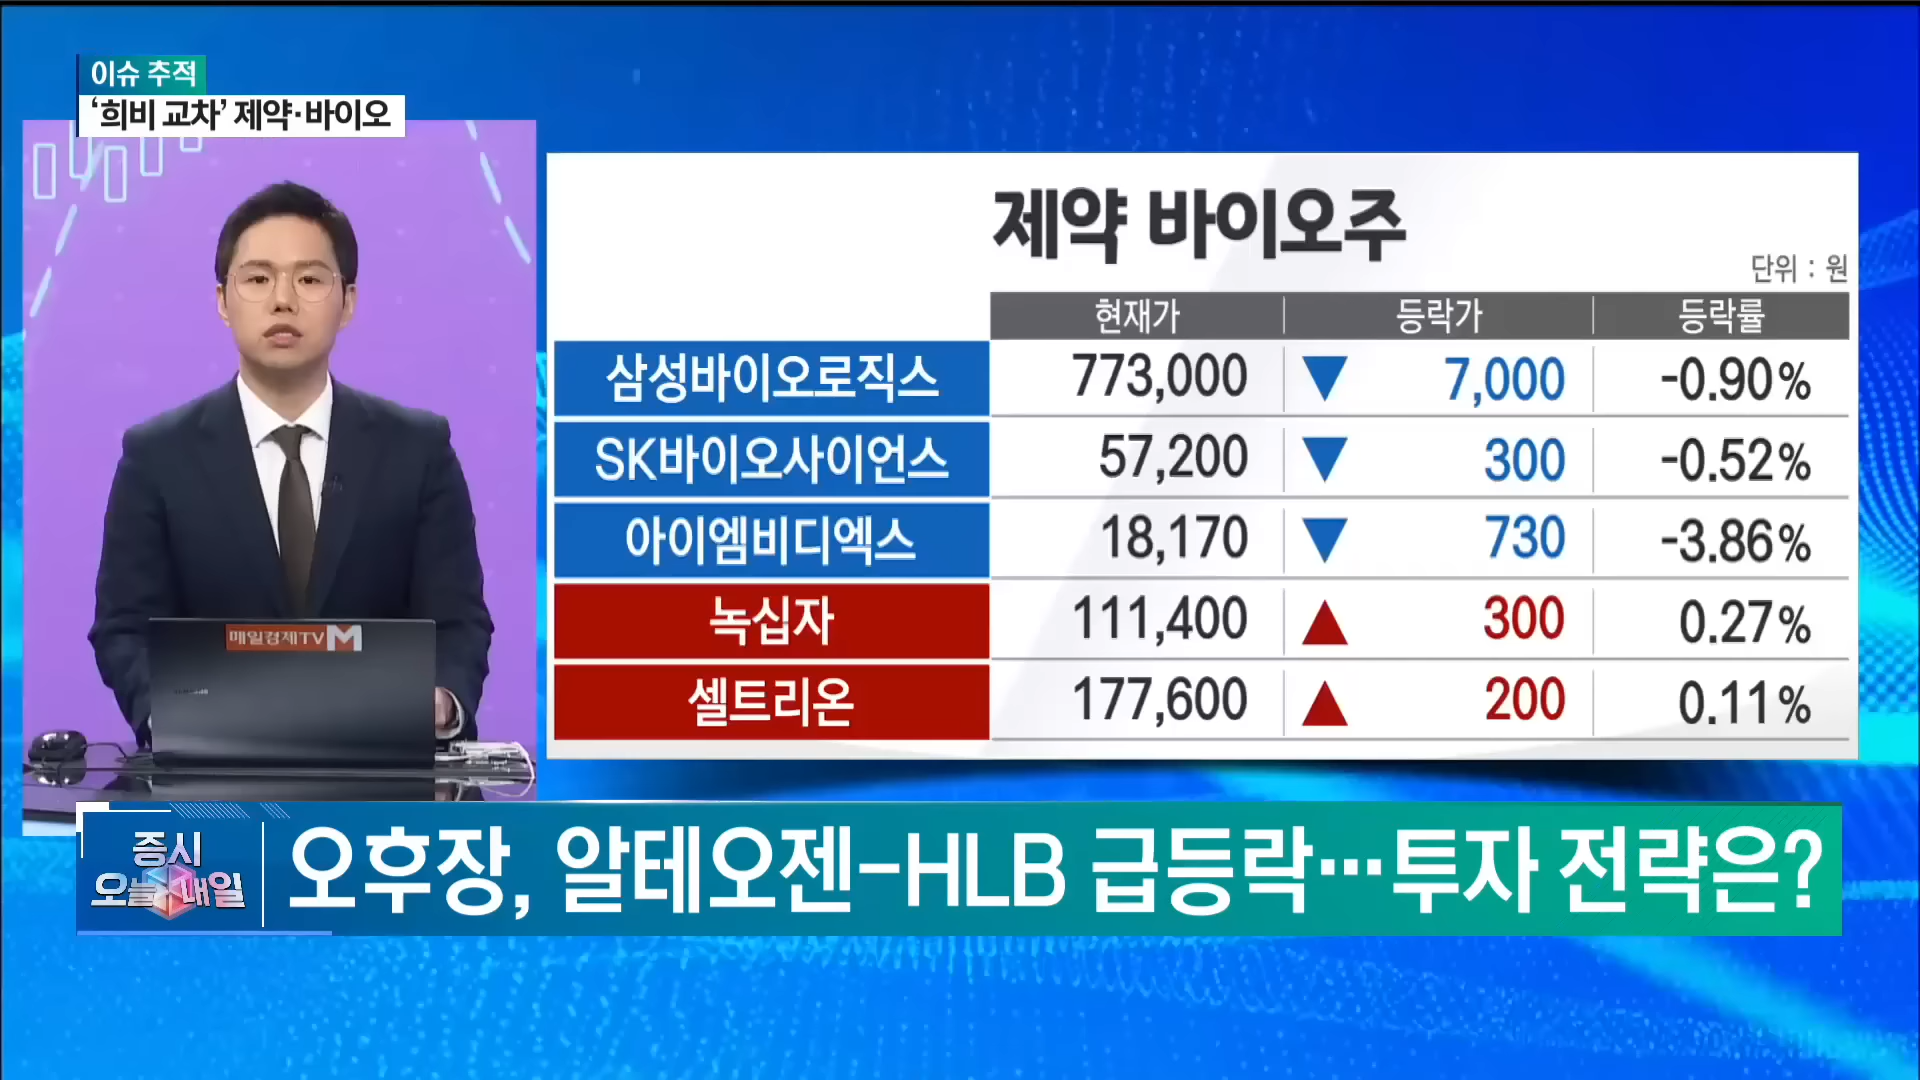 이슈 추적
‘희비 교차’ 제약·바이오
제약 바이오주
단위 : 원
현재가 등락가 등락률
삼성바이오로직스 773,000 ▼ 7,000 -0.90%
SK바이오사이언스 57,200 ▼ 300 -0.52%
아이엠비디엑스 18,170 ▼ 730 -3.86%
녹십자 111,400 ▲ 300 0.27%
셀트리온 177,600 ▲ 200 0.11%
매일경제TV M
증시
오늘 내일
오후장, 알테오젠-HLB 급등락…투자 전략은?